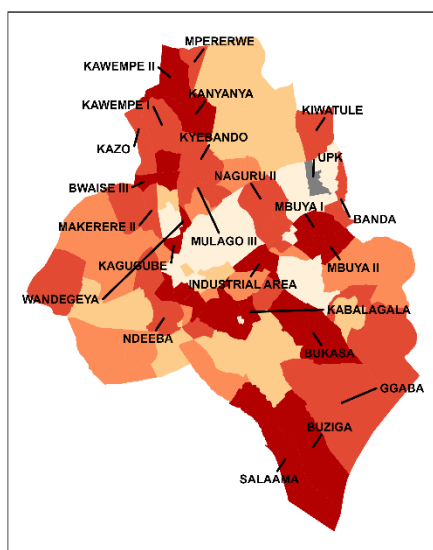 MPERERWE
KAWEMPE II
KANYANYA
KAWEMPE I
KIWATULE
KYEBANDO
KAZO
UPK
NAGURU II
BWAISE III
MBUYA I
BANDA
MAKERERE II
MULAGO III
MBUYA II
KAGUGUBE
INDUSTRIAL AREA
WANDEGEYA
KABALAGALA
NDEEBA
BUKASA
GGABA
BUZIGA
SALAAMA